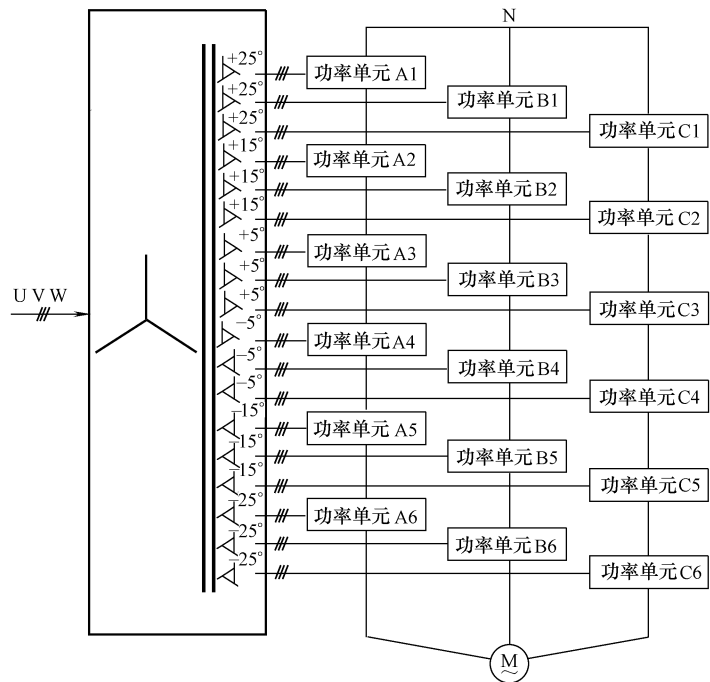 N
+25°
功率单元 A1
+25°
功率单元 B1
+25°
功率单元 C1
+15°
功率单元 A2
+15°
功率单元 B2
+15°
功率单元 C2
+5°
功率单元 A3
+5°
功率单元 B3
+5°
功率单元 C3
U V W
−5°
功率单元 A4
−5°
功率单元 B4
−5°
功率单元 C4
−15°
功率单元 A5
−15°
功率单元 B5
−15°
功率单元 C5
−25°
功率单元 A6
−25°
功率单元 B6
−25°
功率单元 C6
M
~